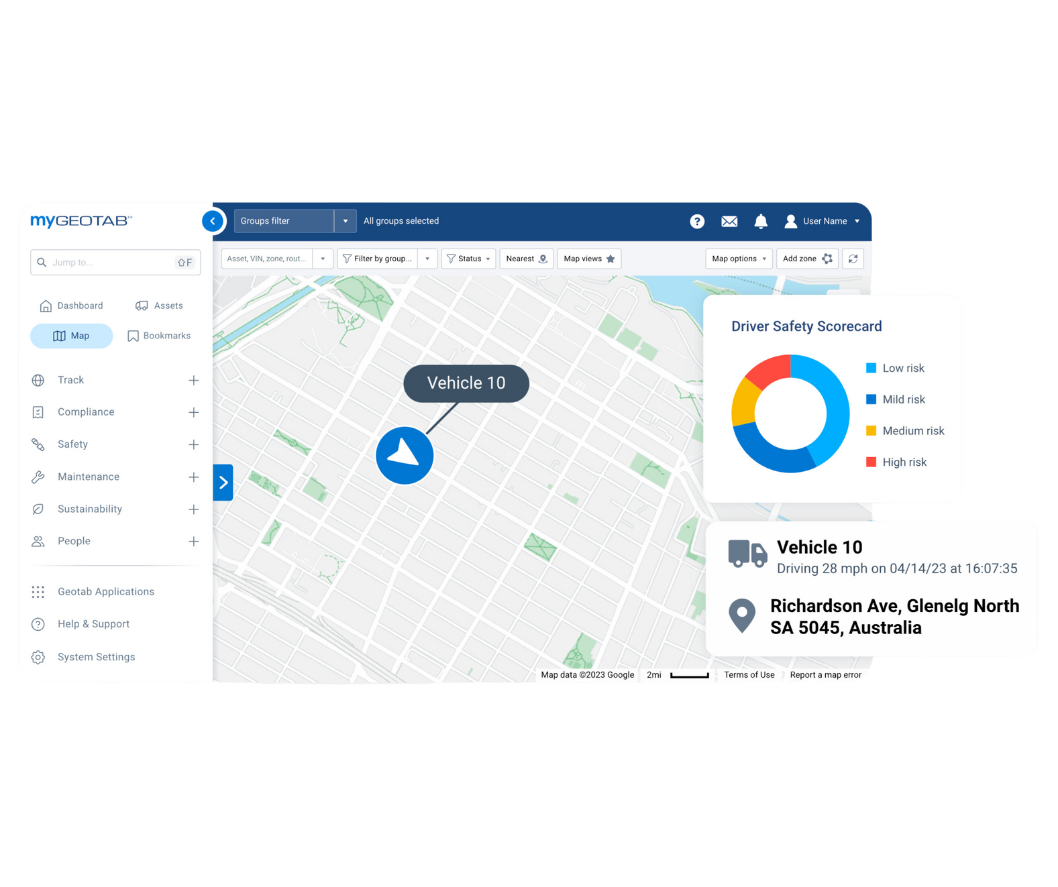 myGEOTAB™
Groups filter
All groups selected
?
User Name
Jump to...
⇧F
Dashboard
Assets
Map
Bookmarks
Track
Compliance
Safety
Maintenance
Sustainability
People
Geotab Applications
Help & Support
System Settings
Asset, VIN, zone, rout...
Filter by group...
Status
Nearest
Map views
Map options
Add zone
Vehicle 10
Driver Safety Scorecard
Low risk
Mild risk
Medium risk
High risk
Vehicle 10
Driving 28 mph on 04/14/23 at 16:07:35
Richardson Ave, Glenelg North
SA 5045, Australia
Map data ©2023 Google
2mi
Terms of Use
Report a map error